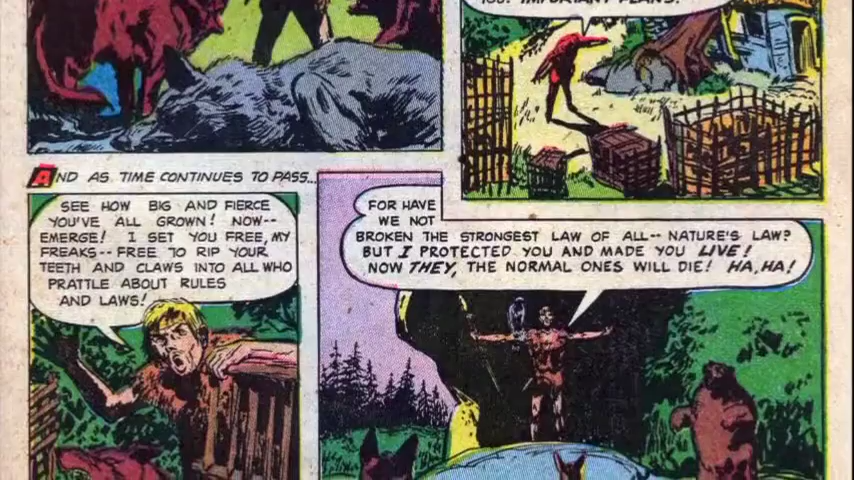 YOU! IMPORTANT PLANS!
AND AS TIME CONTINUES TO PASS...
SEE HOW BIG AND FIERCE
YOU'VE ALL GROWN! NOW--
EMERGE! I SET YOU FREE, MY
FREAKS-- FREE TO RIP YOUR
TEETH AND CLAWS INTO ALL WHO
PRATTLE ABOUT RULES
AND LAWS!
FOR HAVE
WE NOT
BROKEN THE STRONGEST LAW OF ALL-- NATURE'S LAW?
BUT I PROTECTED YOU AND MADE YOU LIVE!
NOW THEY, THE NORMAL ONES WILL DIE! HA, HA!